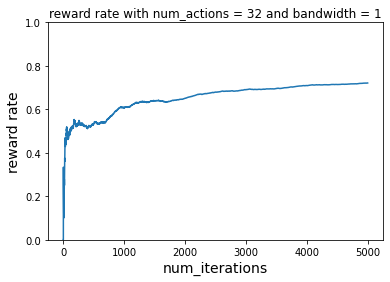 reward rate with num_actions = 32 and bandwidth = 1
1.0
0.8
0.6
0.4
0.2
0.0
reward rate
0 1000 2000 3000 4000 5000
num_iterations